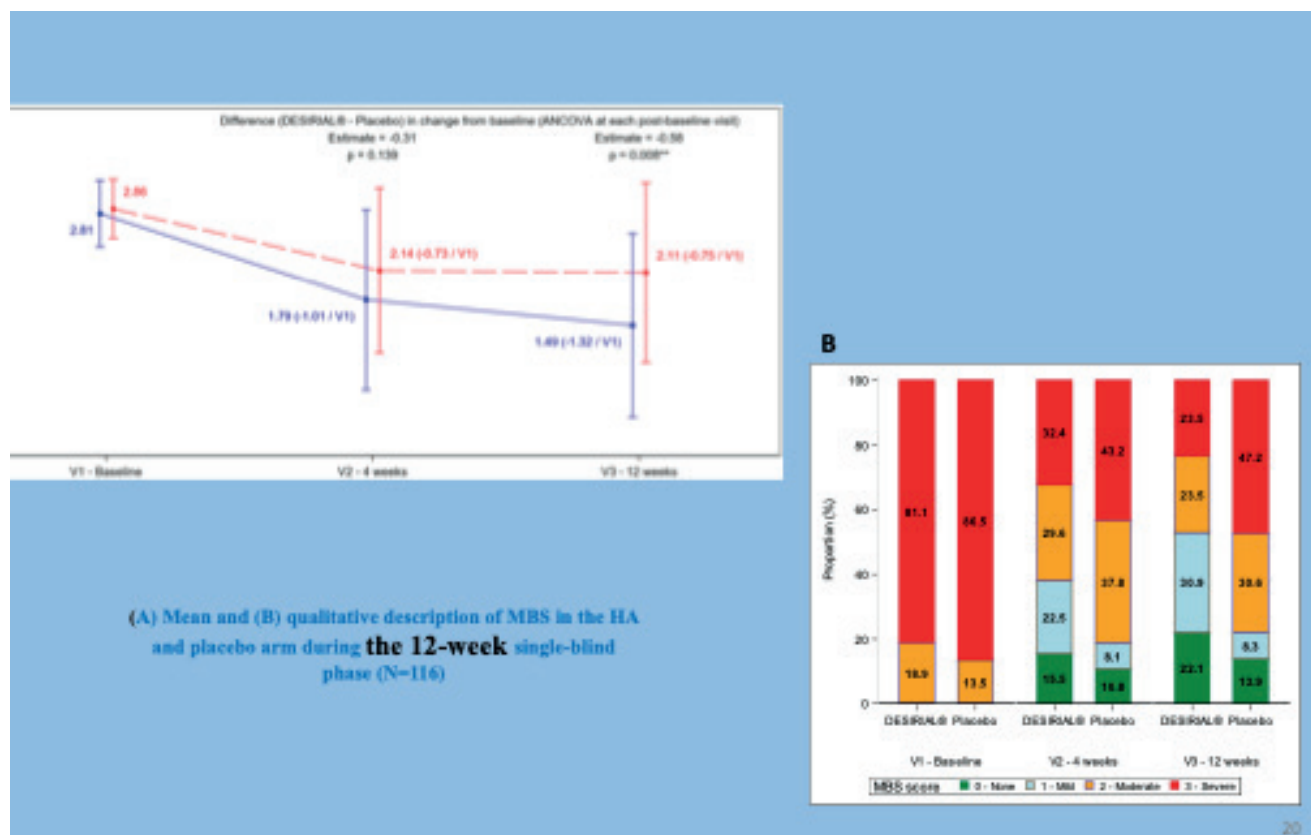 Difference (DESIRIAL® - Placebo) in change from baseline (ANCOVA at each post-baseline visit)
Estimate = -0.31
p = 0.139
Estimate = -0.58
p = 0.008**
2.86
2.81
2.14 (-0.73 / V1)
2.11 (-0.75 / V1)
1.79 (-1.01 / V1)
1.49 (-1.32 / V1)
V1 - Baseline
V2 - 4 weeks
V3 - 12 weeks
(A) Mean and (B) qualitative description of MBS in the HA
and placebo arm during the 12-week single-blind
phase (N=116)
B
Proportion (%)
100
80
60
40
20
0
81.1
18.9
86.5
13.5
32.4
29.6
22.5
15.5
43.2
37.8
8.1
10.8
23.5
23.5
30.9
22.1
47.2
30.6
8.3
13.9
DESIRIAL® Placebo
DESIRIAL® Placebo
DESIRIAL® Placebo
V1 - Baseline
V2 - 4 weeks
V3 - 12 weeks
MBS score 0 - None 1 - Mild 2 - Moderate 3 - Severe
20